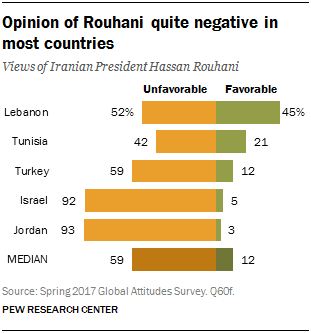 Opinion of Rouhani quite negative in
most countries
Views of Iranian President Hassan Rouhani
Unfavorable Favorable
Lebanon 52% 45%
Tunisia 42 21
Turkey 59 12
Israel 92 5
Jordan 93 3
MEDIAN 59 12
Source: Spring 2017 Global Attitudes Survey. Q60f.
PEW RESEARCH CENTER